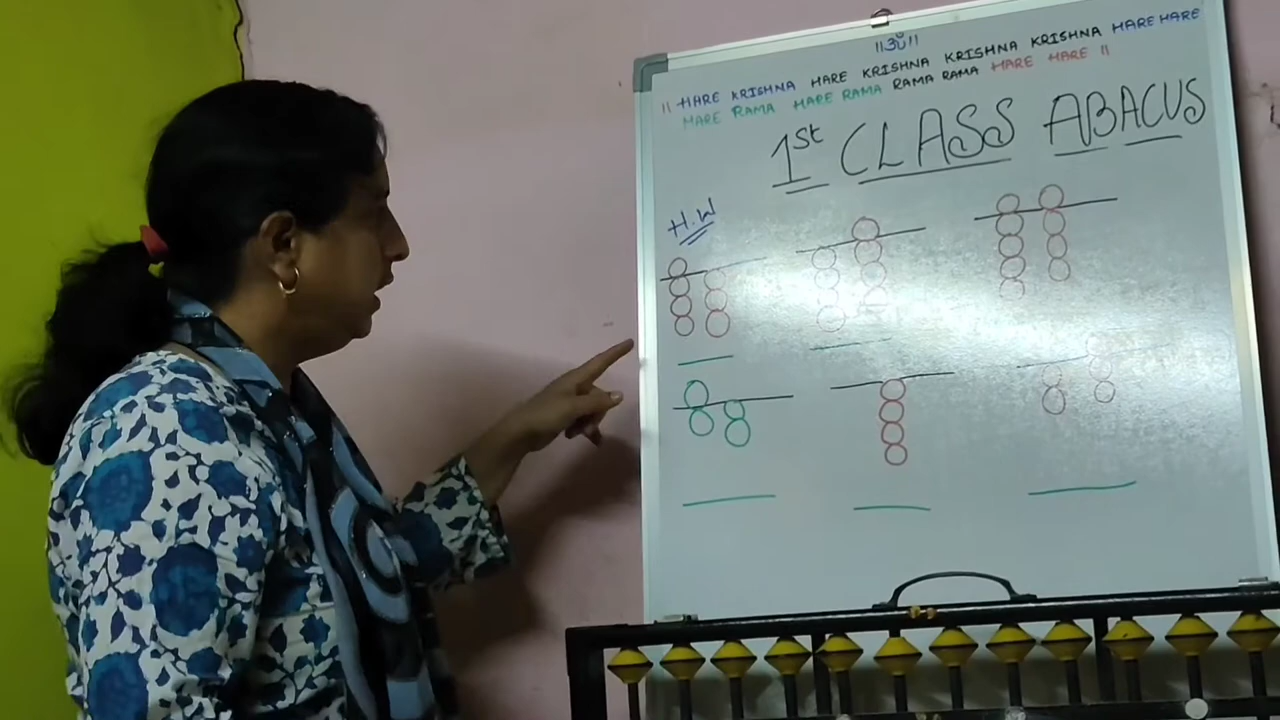 ॥ॐ॥
॥ HARE KRISHNA HARE KRISHNA KRISHNA KRISHNA HARE HARE
HARE RAMA HARE RAMA RAMA RAMA HARE HARE ॥
1st CLASS ABACUS
H.W